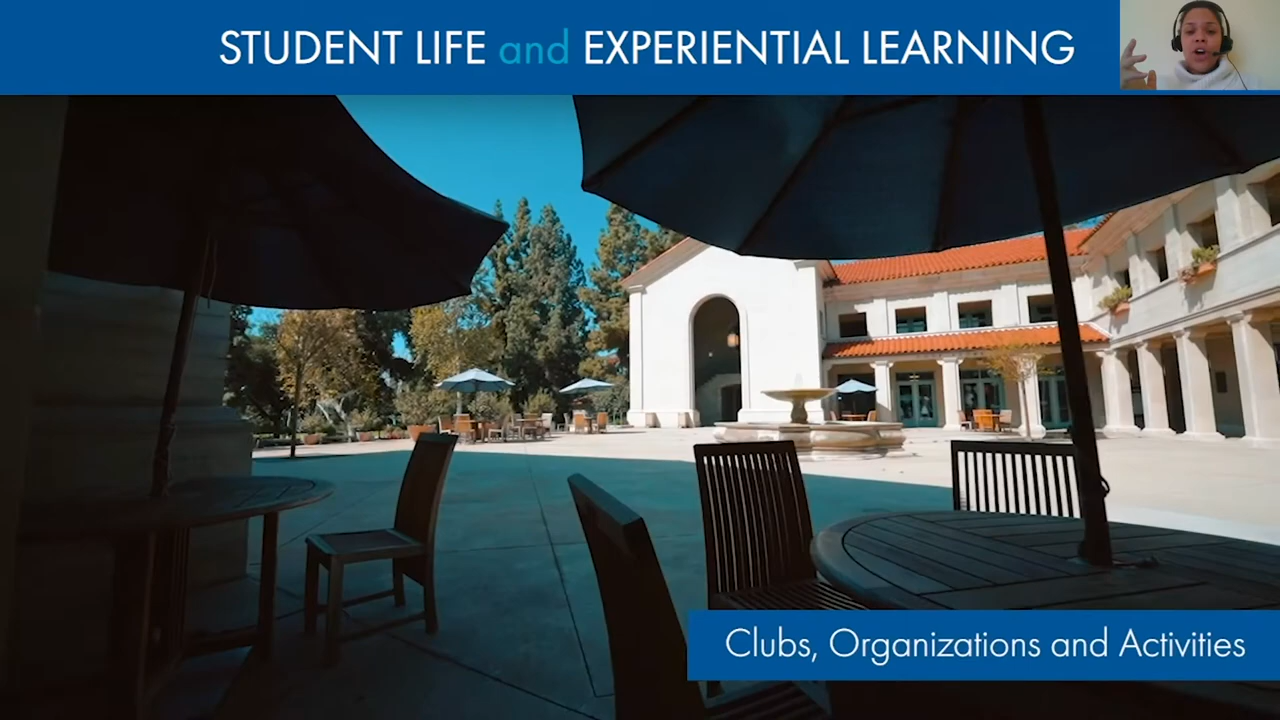 STUDENT LIFE and EXPERIENTIAL LEARNING
Clubs, Organizations and Activities